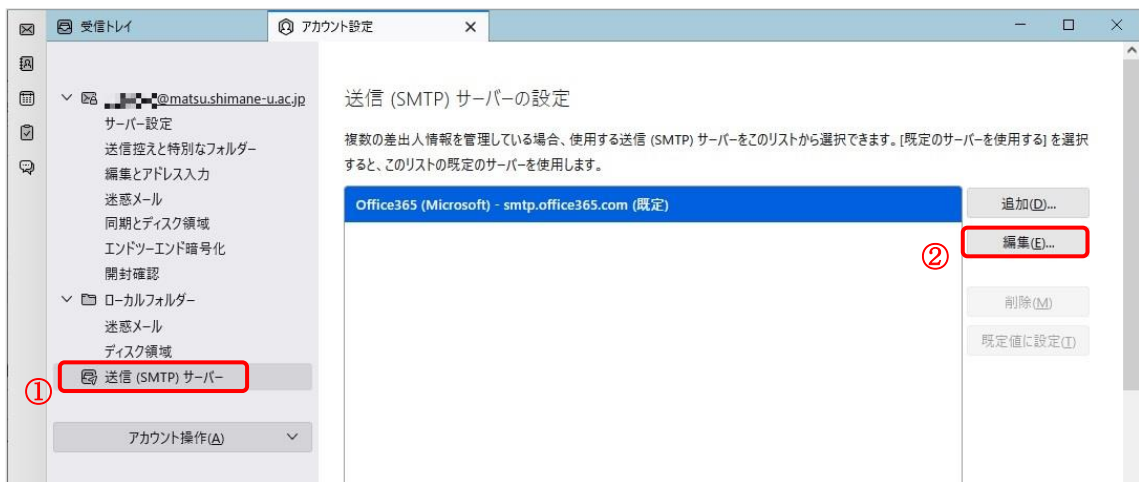 受信トレイ
アカウント設定
@matsu.shimane-u.ac.jp
サーバー設定
送信控えと特別なフォルダー
編集とアドレス入力
迷惑メール
同期とディスク領域
エンドツーエンド暗号化
開封確認
ローカルフォルダー
迷惑メール
ディスク領域
① 送信 (SMTP) サーバー
アカウント操作(A)
送信 (SMTP) サーバーの設定
複数の差出人情報を管理している場合、使用する送信 (SMTP) サーバーをこのリストから選択できます。[既定のサーバーを使用する] を選択
すると、このリストの既定のサーバーを使用します。
Office365 (Microsoft) - smtp.office365.com (既定)
追加(D)...
② 編集(E)...
削除(M)
既定値に設定(T)